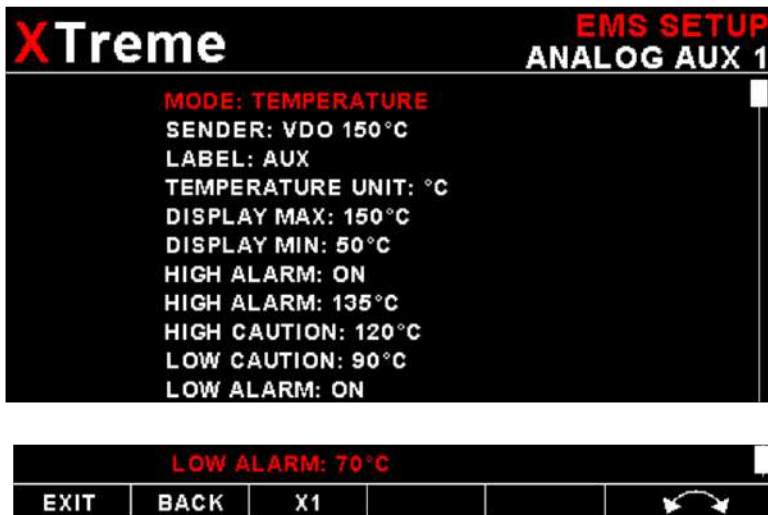 XTreme
EMS SETUP
ANALOG AUX 1
MODE: TEMPERATURE
SENDER: VDO 150°C
LABEL: AUX
TEMPERATURE UNIT: °C
DISPLAY MAX: 150°C
DISPLAY MIN: 50°C
HIGH ALARM: ON
HIGH ALARM: 135°C
HIGH CAUTION: 120°C
LOW CAUTION: 90°C
LOW ALARM: ON
LOW ALARM: 70°C
EXIT BACK X1